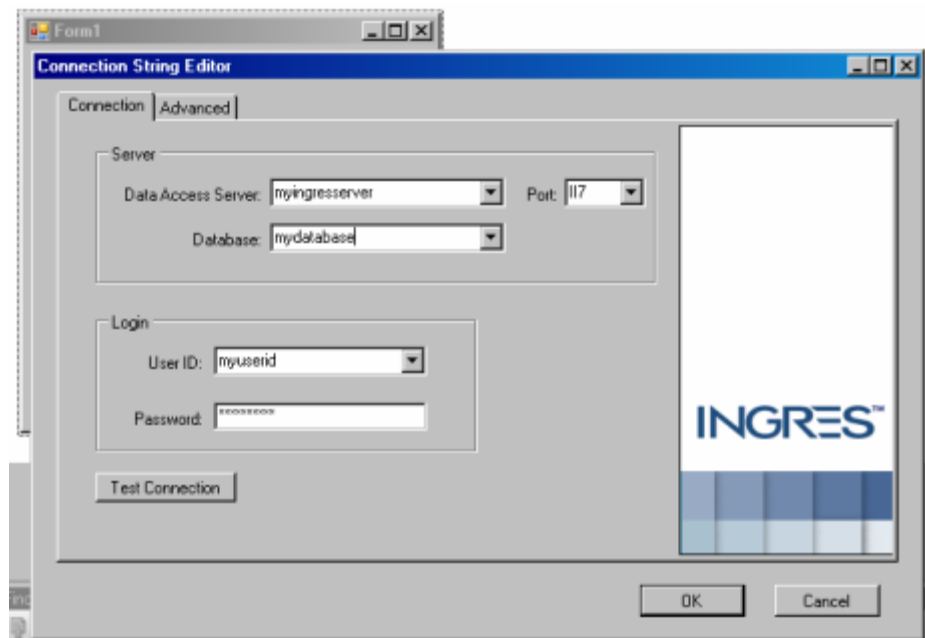 Form1
Connection String Editor
Connection Advanced
Server
Data Access Server: myingresserver Port: II7
Database: mydatabase
Login
User ID: myuserid
Password: ********
INGRES™
Test Connection
OK Cancel